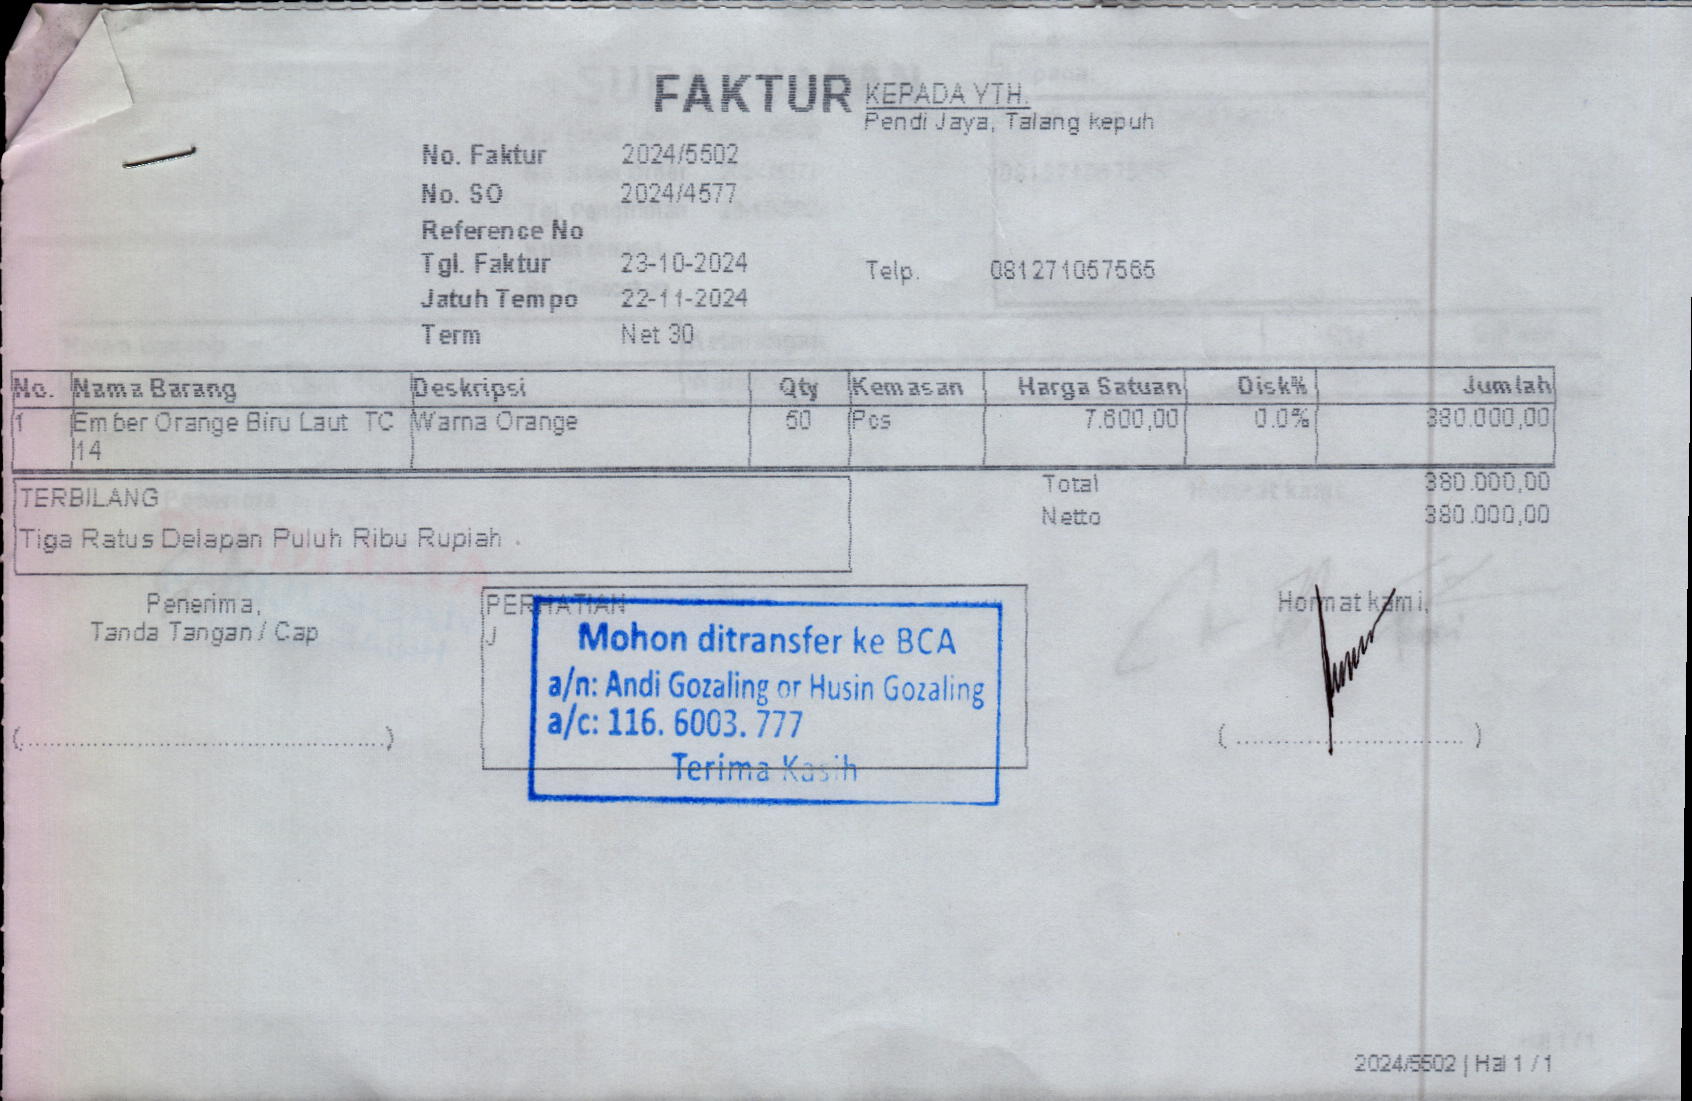 FAKTUR
KEPADA YTH.
Pendi Jaya, Talang kepuh
No. Faktur 2024/5502
No. SO 2024/4577
Reference No
Tgl. Faktur 23-10-2024
Telp. 081271057565
Jatuh Tempo 22-11-2024
Term Net 30
No. Nama Barang Deskripsi Qty Kemasan Harga Satuan Disk% Jumlah
1 Ember Orange Biru Laut TC Warna Orange 50 Pcs 7.600,00 0.0% 380.000,00
14
Total 380.000,00
TERBILANG
Netto 380.000,00
Tiga Ratus Delapan Puluh Ribu Rupiah
Penerima,
Tanda Tangan / Cap
PERHATIAN
J
Mohon ditransfer ke BCA
a/n: Andi Gozaling or Husin Gozaling
a/c: 116. 6003. 777
Terima Kasih
Hormat kami,
(............................................)
(............................)
2024/5502 | Hal 1 / 1